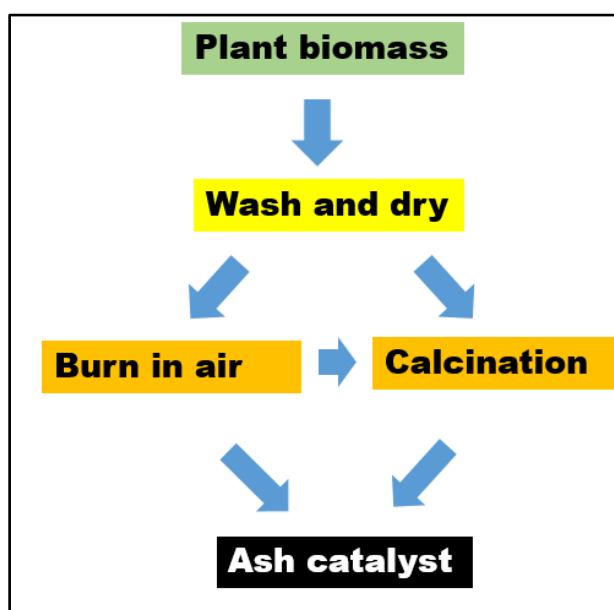 Plant biomass
Wash and dry
Burn in air
Calcination
Ash catalyst